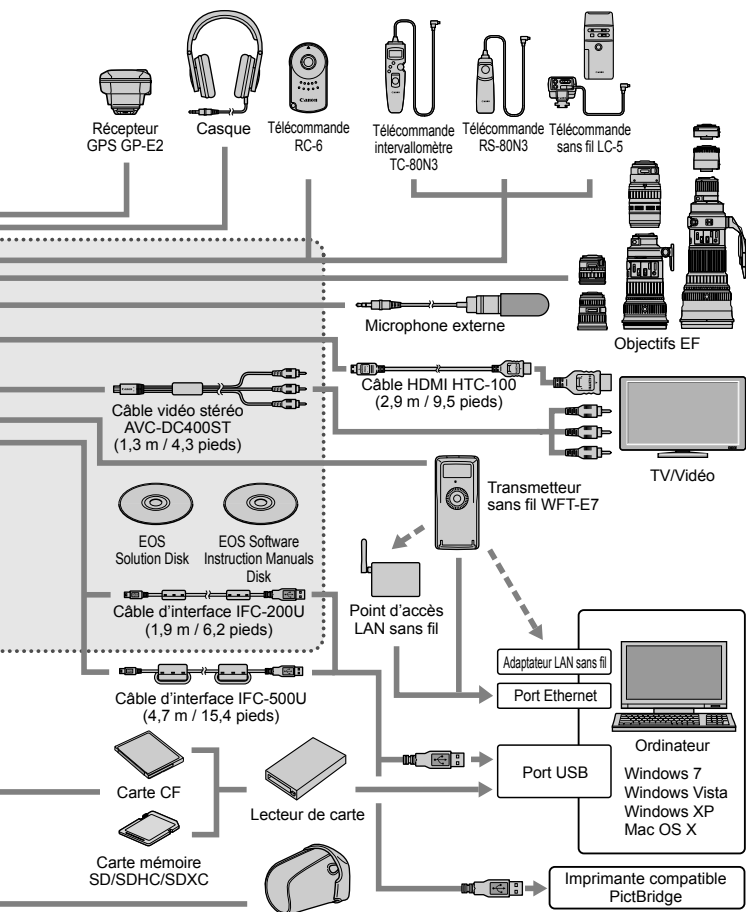 Récepteur
GPS GP-E2
Casque
Télécommande
RC-6
Télécommande
intervallomètre
TC-80N3
Télécommande
RS-80N3
Télécommande
sans fil LC-5
Canon
Objectifs EF
Microphone externe
Câble HDMI HTC-100
(2,9 m / 9,5 pieds)
Câble vidéo stéréo
AVC-DC400ST
(1,3 m / 4,3 pieds)
TV/Vidéo
Transmetteur
sans fil WFT-E7
EOS
Solution Disk
EOS Software
Instruction Manuals
Disk
Point d'accès
LAN sans fil
Câble d'interface IFC-200U
(1,9 m / 6,2 pieds)
Adaptateur LAN sans fil
Port Ethernet
Câble d'interface IFC-500U
(4,7 m / 15,4 pieds)
Ordinateur
Port USB
Windows 7
Windows Vista
Windows XP
Mac OS X
Carte CF
Lecteur de carte
Carte mémoire
SD/SDHC/SDXC
Imprimante compatible
PictBridge